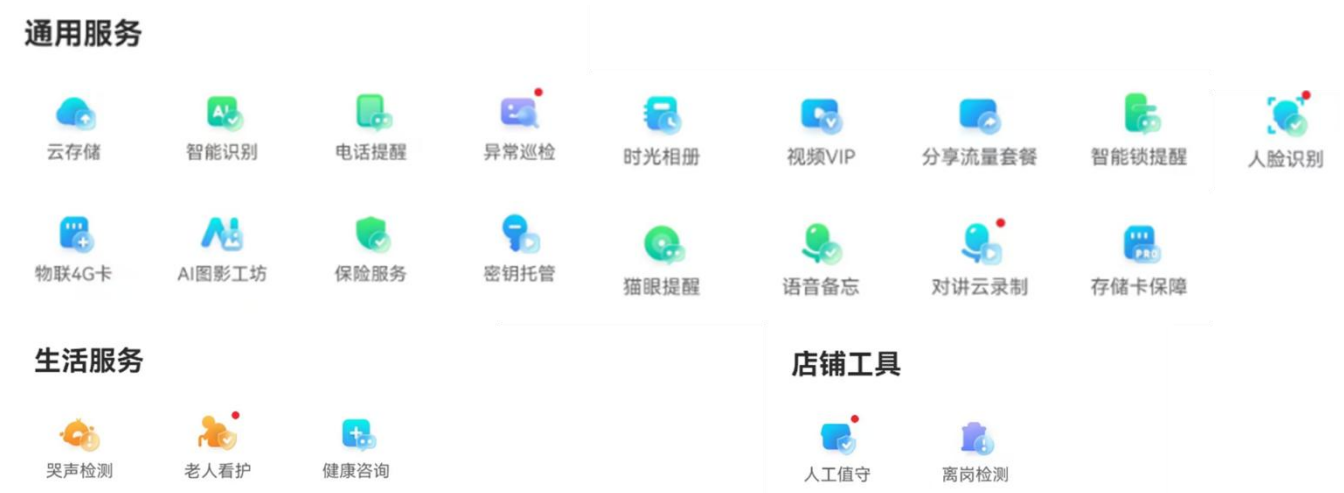 通用服务
云存储 智能识别 电话提醒 异常巡检 时光相册 视频VIP 分享流量套餐 智能锁提醒 人脸识别
物联4G卡 AI图影工坊 保险服务 密钥托管 猫眼提醒 语音备忘 对讲云录制 存储卡保障
生活服务 店铺工具
哭声检测 老人看护 健康咨询 人工值守 离岗检测